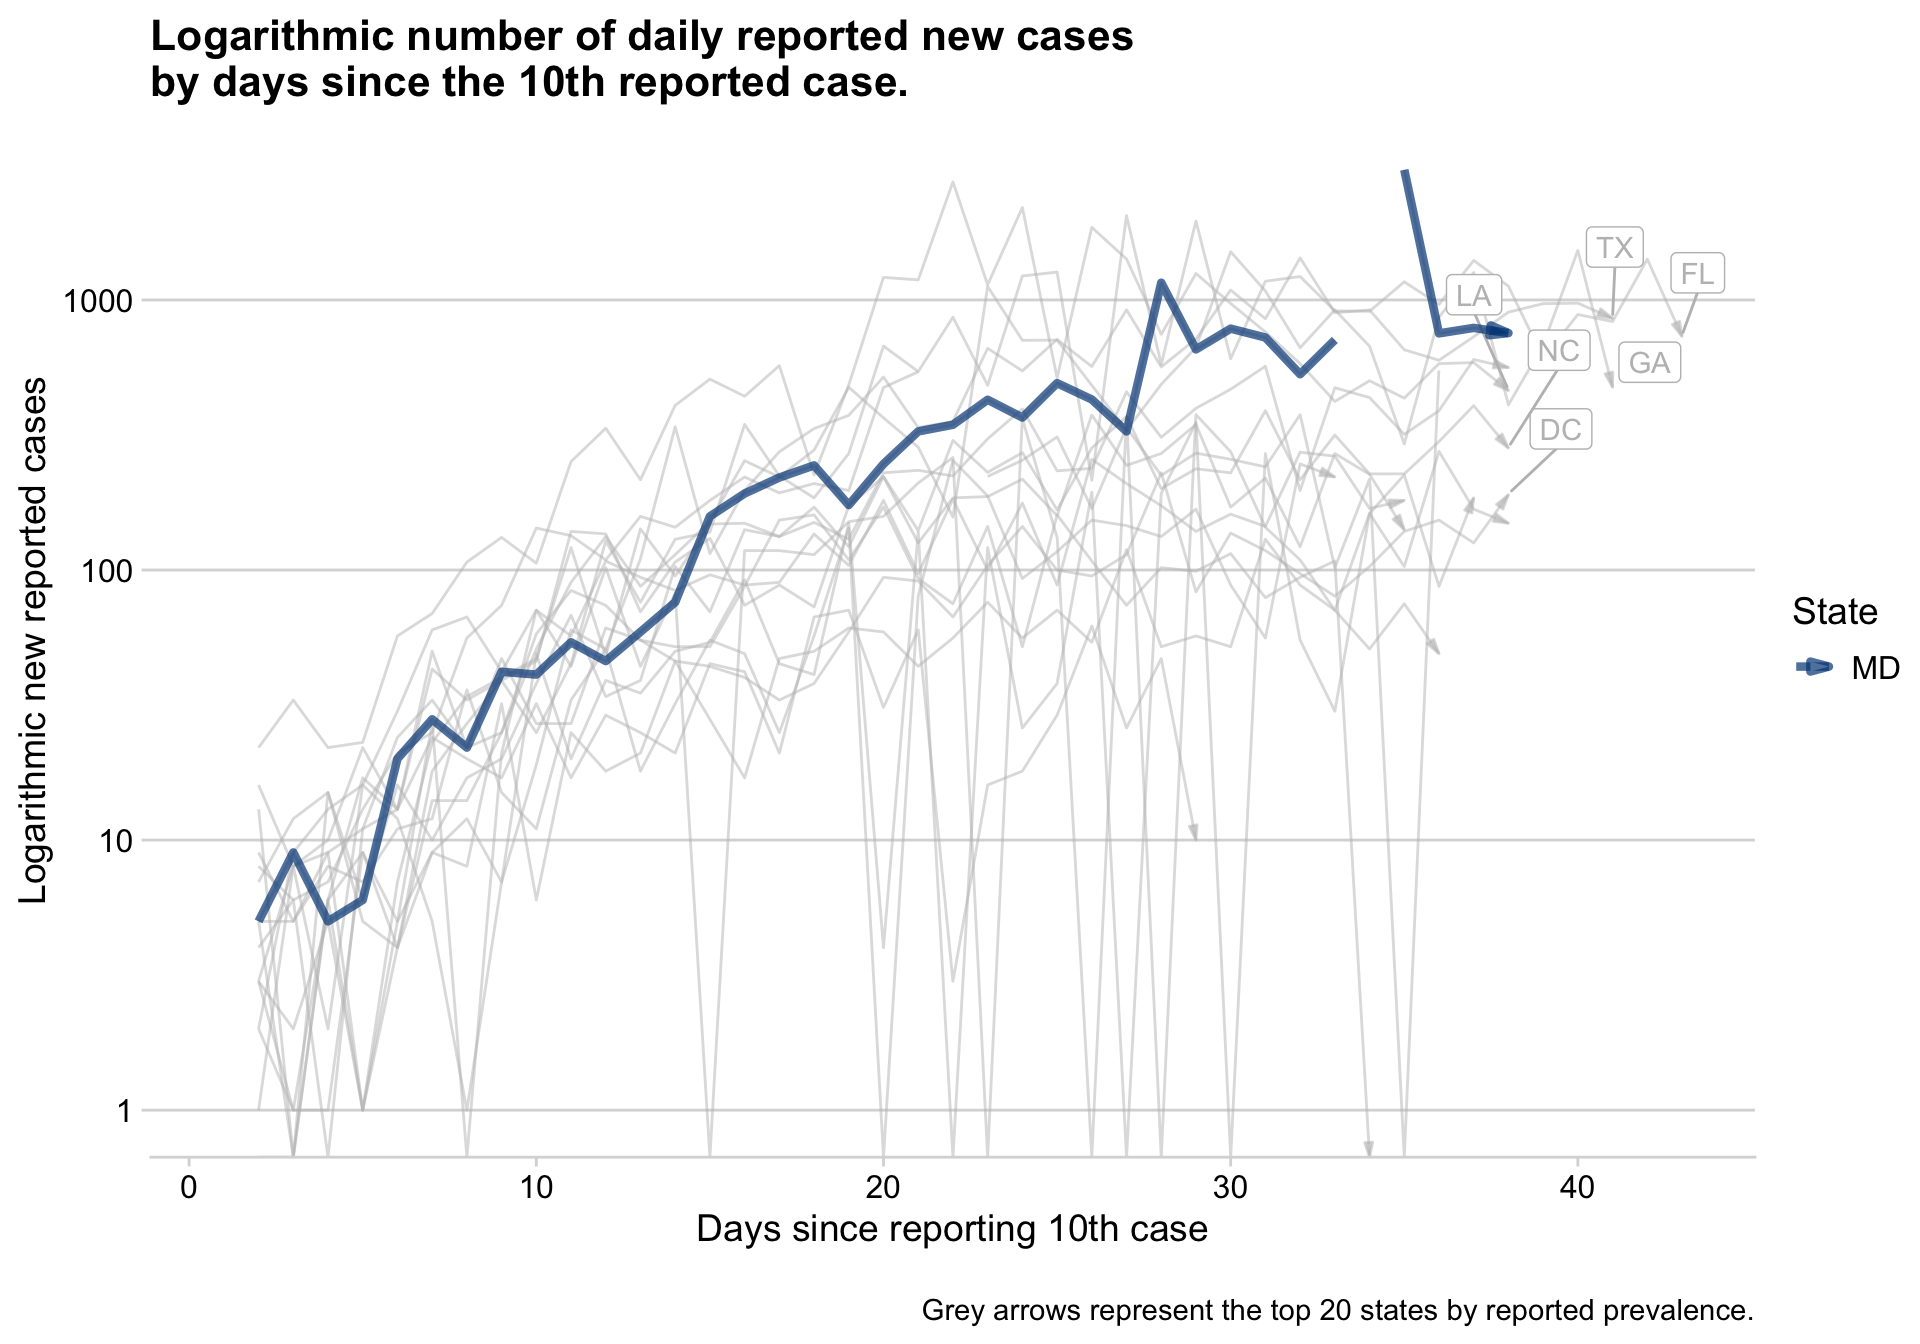 Logarithmic number of daily reported new cases
by days since the 10th reported case.
Logarithmic new reported cases
1000
100
10
1
TX
FL
LA
NC
GA
DC
State
MD
0 10 20 30 40
Days since reporting 10th case
Grey arrows represent the top 20 states by reported prevalence.